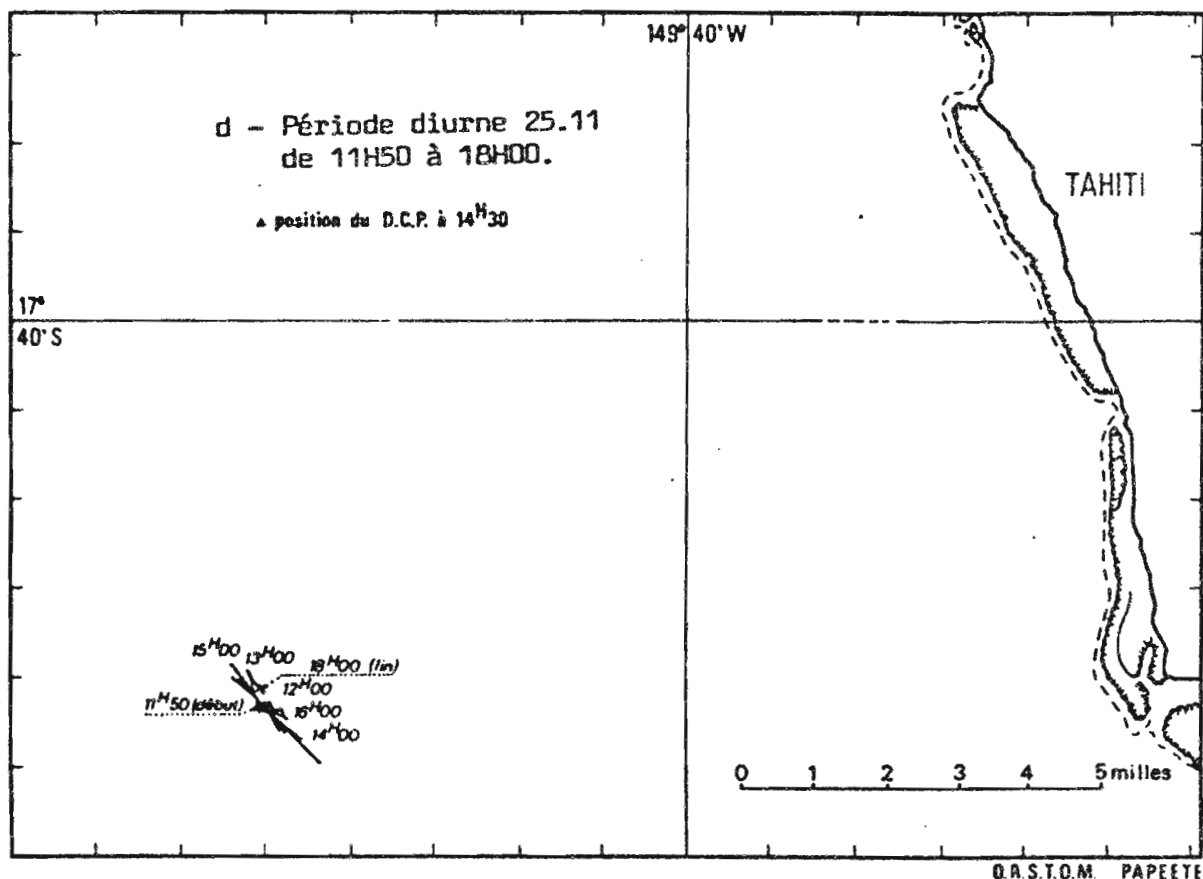 149° 40' W
d - Période diurne 25.11
de 11H50 à 18H00.
▲ position du D.C.P. à 14H30
TAHITI
17°
40' S
15H00
13H00
18H00 (fin)
12H00
11H50 (début)
16H00
14H00
0 1 2 3 4 5 milles
O.R.S.T.O.M. PAPEETE